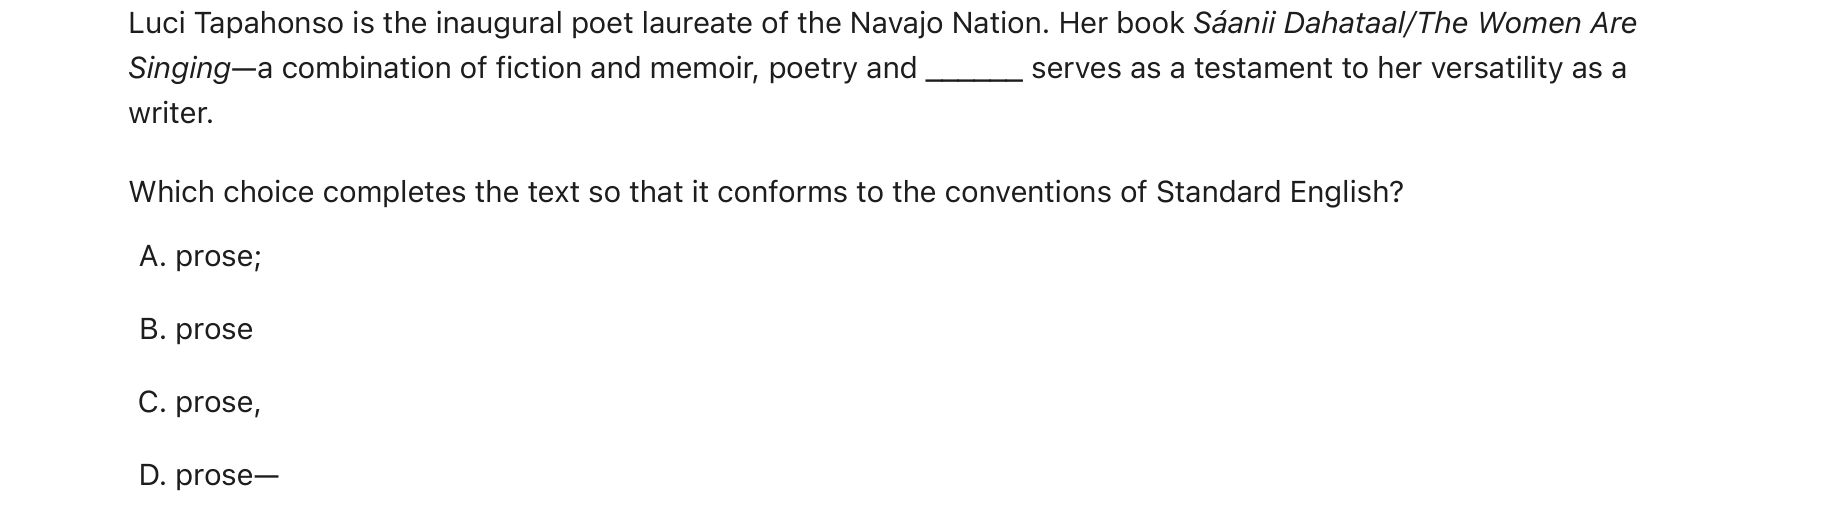 Luci Tapahonso is the inaugural poet laureate of the Navajo Nation. Her book Sáanii Dahataal/The Women Are
Singing—a combination of fiction and memoir, poetry and ______ serves as a testament to her versatility as a
writer.
Which choice completes the text so that it conforms to the conventions of Standard English?
A. prose;
B. prose
C. prose,
D. prose—